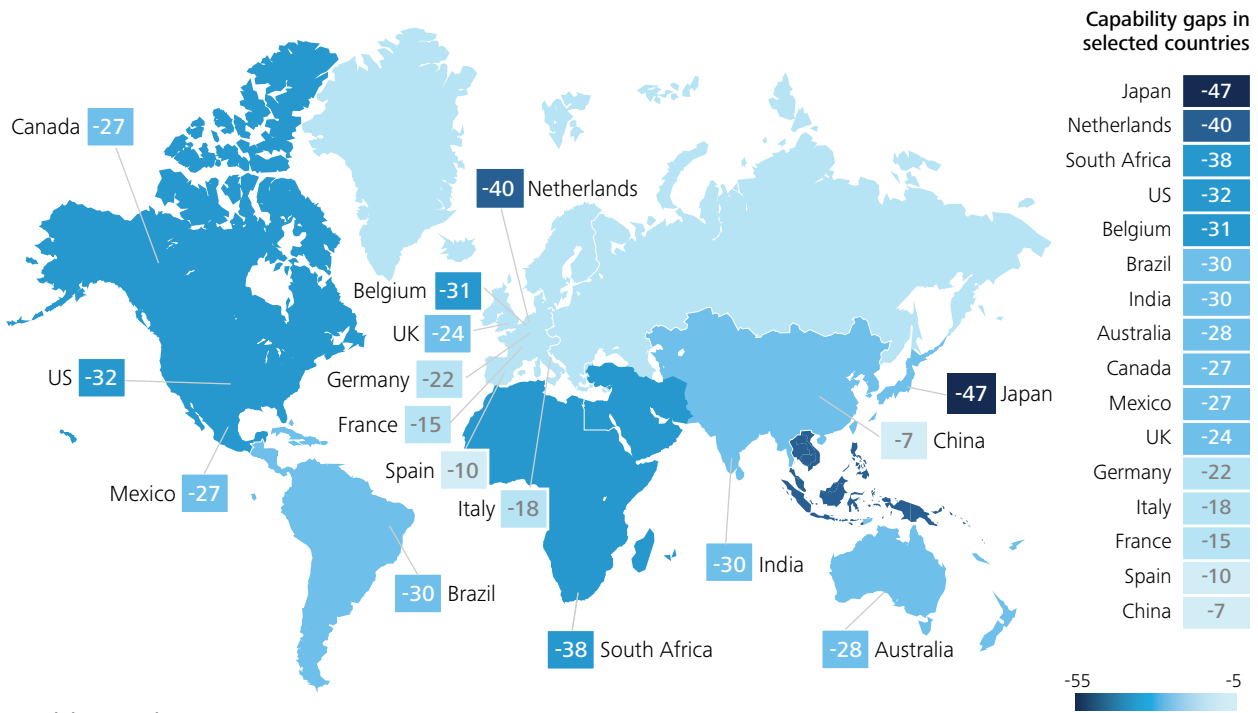 Capability gaps in
selected countries
Japan -47
Netherlands -40
South Africa -38
US -32
Belgium -31
Brazil -30
India -30
Australia -28
Canada -27
Mexico -27
UK -24
Germany -22
Italy -18
France -15
Spain -10
China -7
-55 -5
Canada -27
-40 Netherlands
Belgium -31
UK -24
US -32
Germany -22
-47 Japan
France -15
-7 China
Spain -10
Mexico -27
Italy -18
-30 India
-30 Brazil
-38 South Africa
-28 Australia